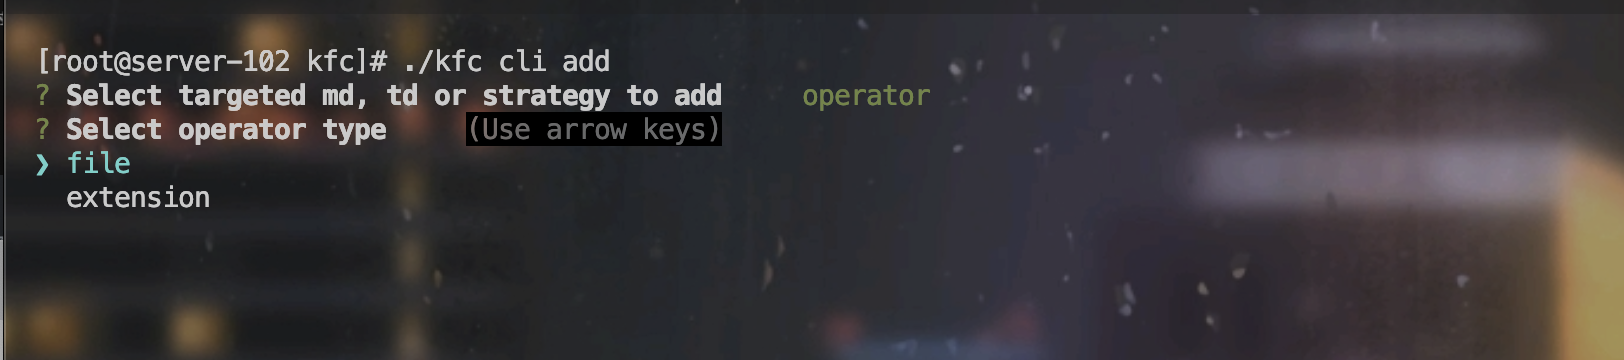 [root@server-102 kfc]# ./kfc cli add
? Select targeted md, td or strategy to add     operator
? Select operator type     (Use arrow keys)
❯ file
  extension